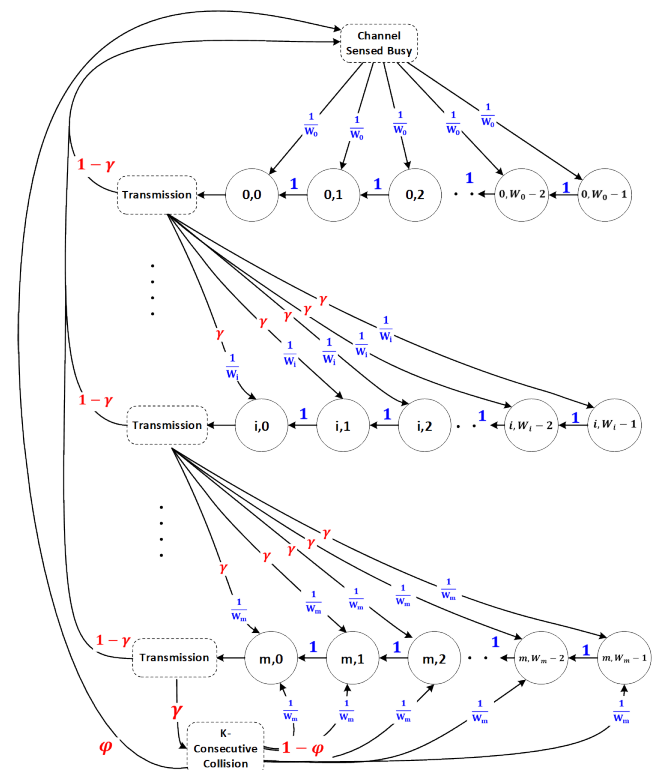 Channel
Sensed Busy
1/W₀ 1/W₀ 1/W₀ 1/W₀ 1/W₀
1−γ
Transmission
0,0 1 0,1 1 0,2 · · 1 0,W₀−2 1 0,W₀−1
γ γ γ γ γ
1/Wᵢ 1/Wᵢ 1/Wᵢ 1/Wᵢ 1/Wᵢ
1−γ
Transmission
i,0 1 i,1 1 i,2 · · 1 i,Wᵢ−2 1 i,Wᵢ−1
γ γ γ γ γ
1/Wₘ 1/Wₘ 1/Wₘ 1/Wₘ 1/Wₘ
1−γ
Transmission
m,0 1 m,1 1 m,2 · · 1 m,Wₘ−2 1 m,Wₘ−1
γ
1/Wₘ 1/Wₘ 1/Wₘ 1/Wₘ 1/Wₘ
φ
K-
Consecutive
Collision
1−φ